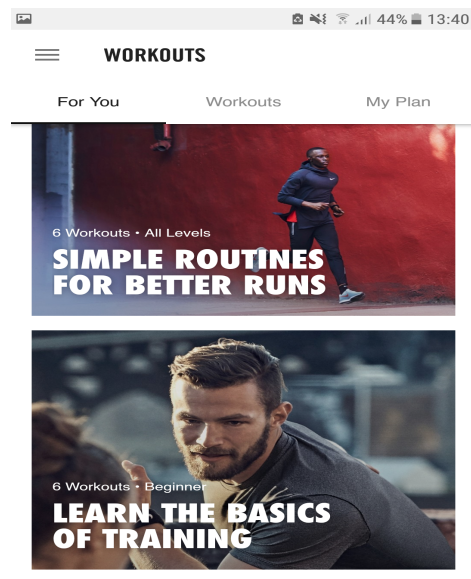 44% 13:40
WORKOUTS
For You Workouts My Plan
6 Workouts • All Levels
SIMPLE ROUTINES
FOR BETTER RUNS
6 Workouts • Beginner
LEARN THE BASICS
OF TRAINING